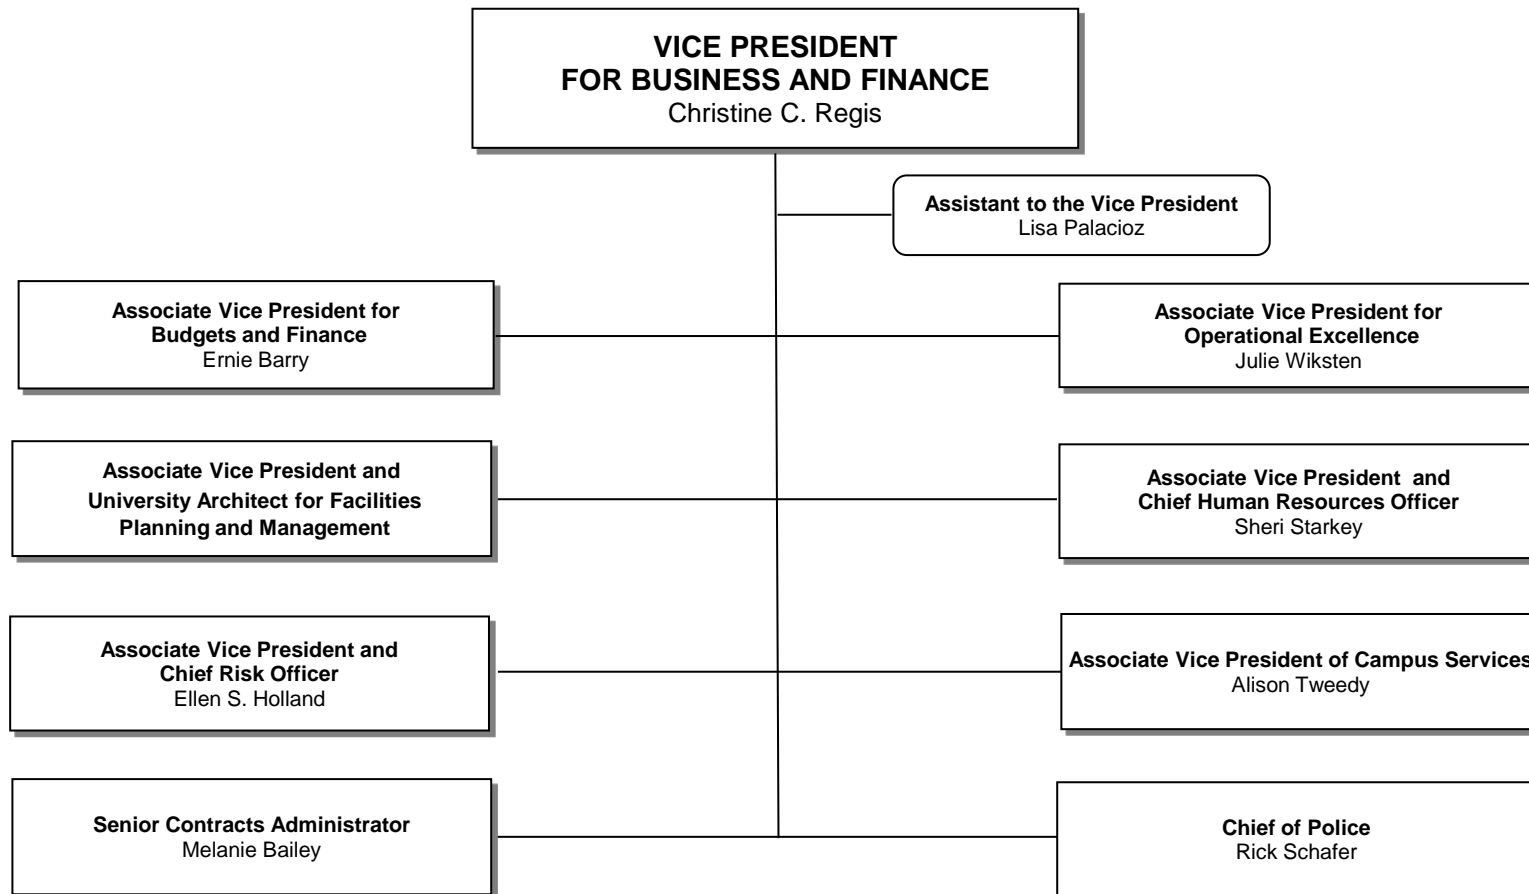 VICE PRESIDENT
FOR BUSINESS AND FINANCE
Christine C. Regis
Assistant to the Vice President
Lisa Palacioz
Associate Vice President for
Budgets and Finance
Ernie Barry
Associate Vice President for
Operational Excellence
Julie Wiksten
Associate Vice President and
University Architect for Facilities
Planning and Management
Associate Vice President and
Chief Human Resources Officer
Sheri Starkey
Associate Vice President and
Chief Risk Officer
Ellen S. Holland
Associate Vice President of Campus Services
Alison Tweedy
Senior Contracts Administrator
Melanie Bailey
Chief of Police
Rick Schafer